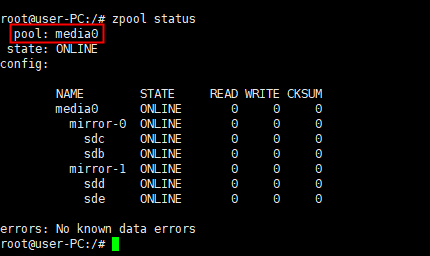 root@user-PC:/# zpool status
pool: media0
state: ONLINE
config:
NAME STATE READ WRITE CKSUM
media0 ONLINE 0 0 0
mirror-0 ONLINE 0 0 0
sdc ONLINE 0 0 0
sdb ONLINE 0 0 0
mirror-1 ONLINE 0 0 0
sdd ONLINE 0 0 0
sde ONLINE 0 0 0
errors: No known data errors
root@user-PC:/#